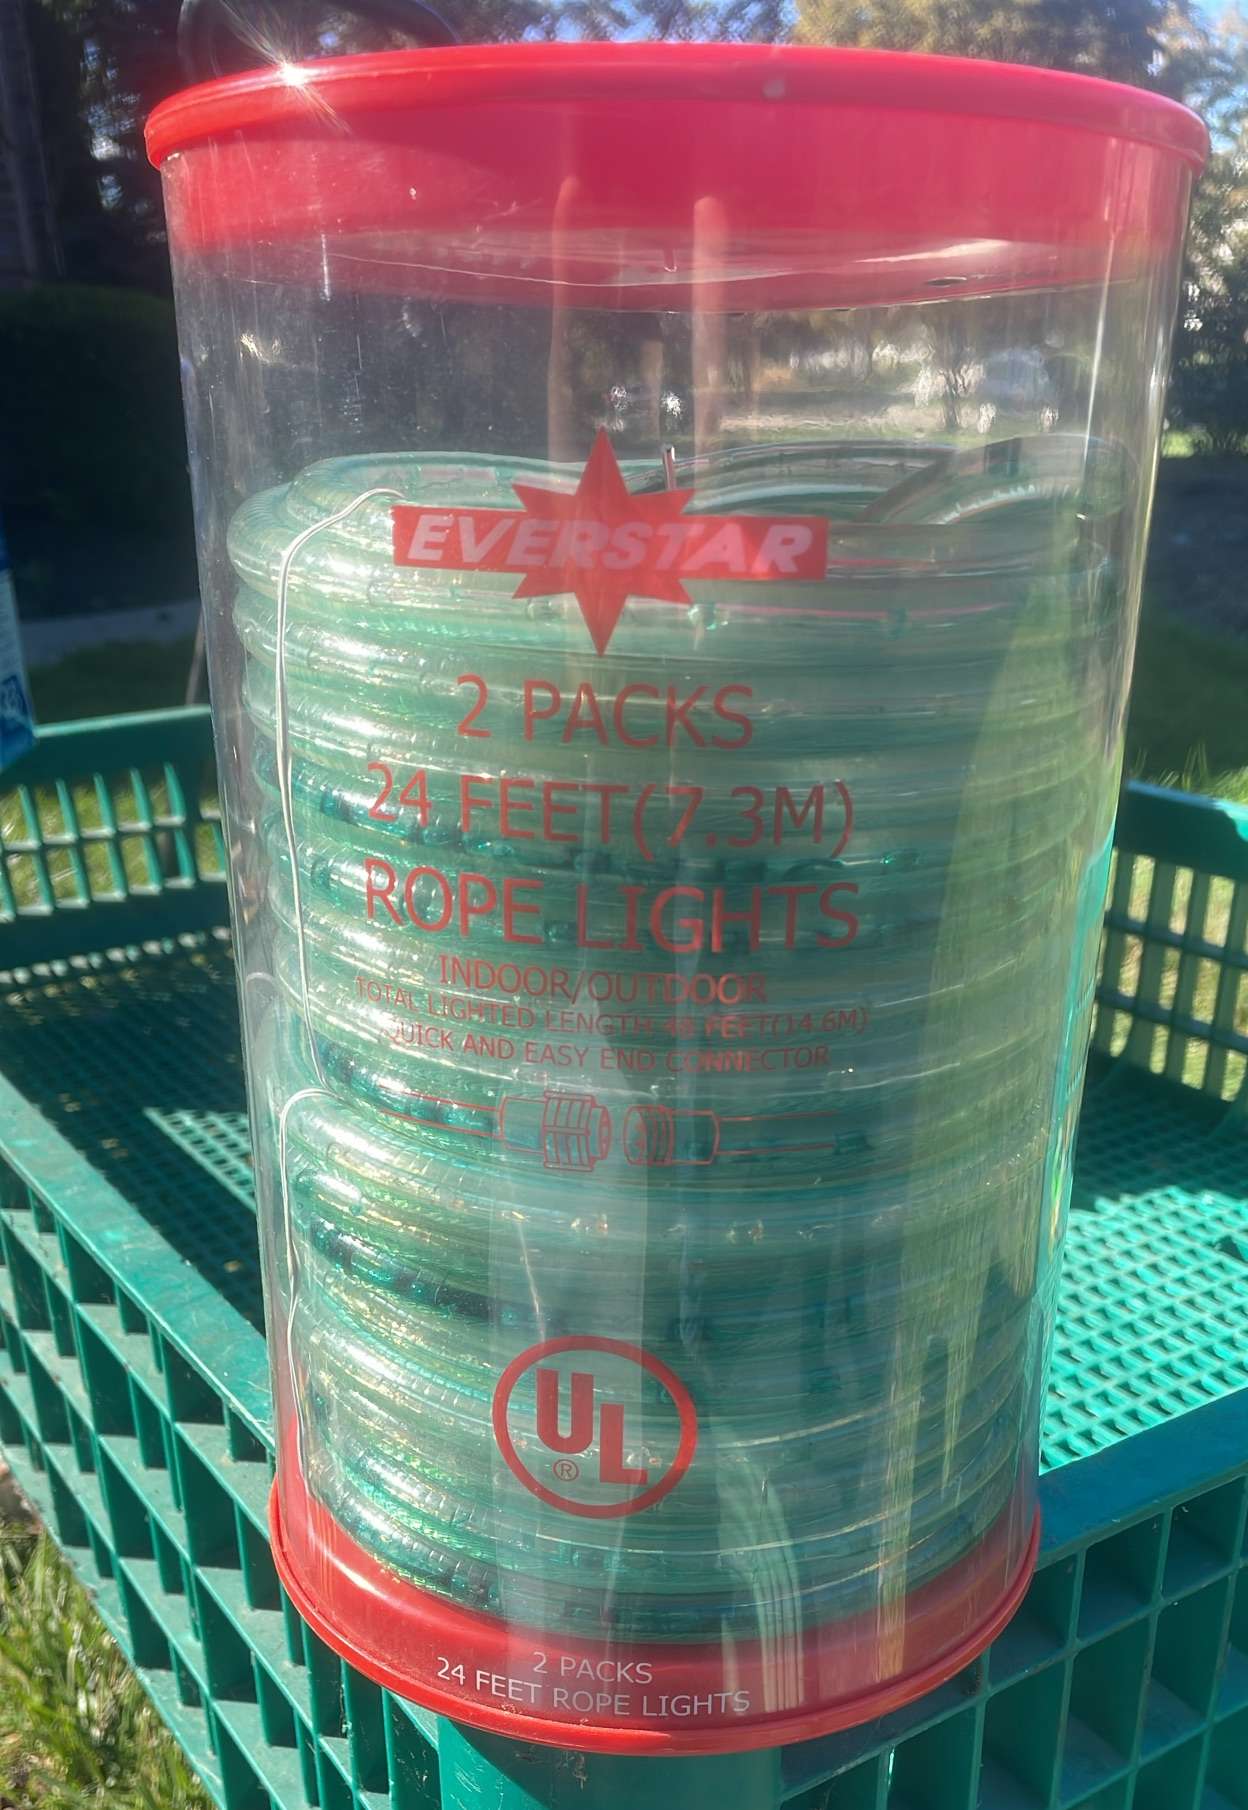 EVERSTAR
2 PACKS
24 FEET(7.3M)
ROPE LIGHTS
INDOOR/OUTDOOR
TOTAL LIGHTED LENGTH 48 FEET(14.6M)
QUICK AND EASY END CONNECTOR
UL
®
2 PACKS
24 FEET ROPE LIGHTS